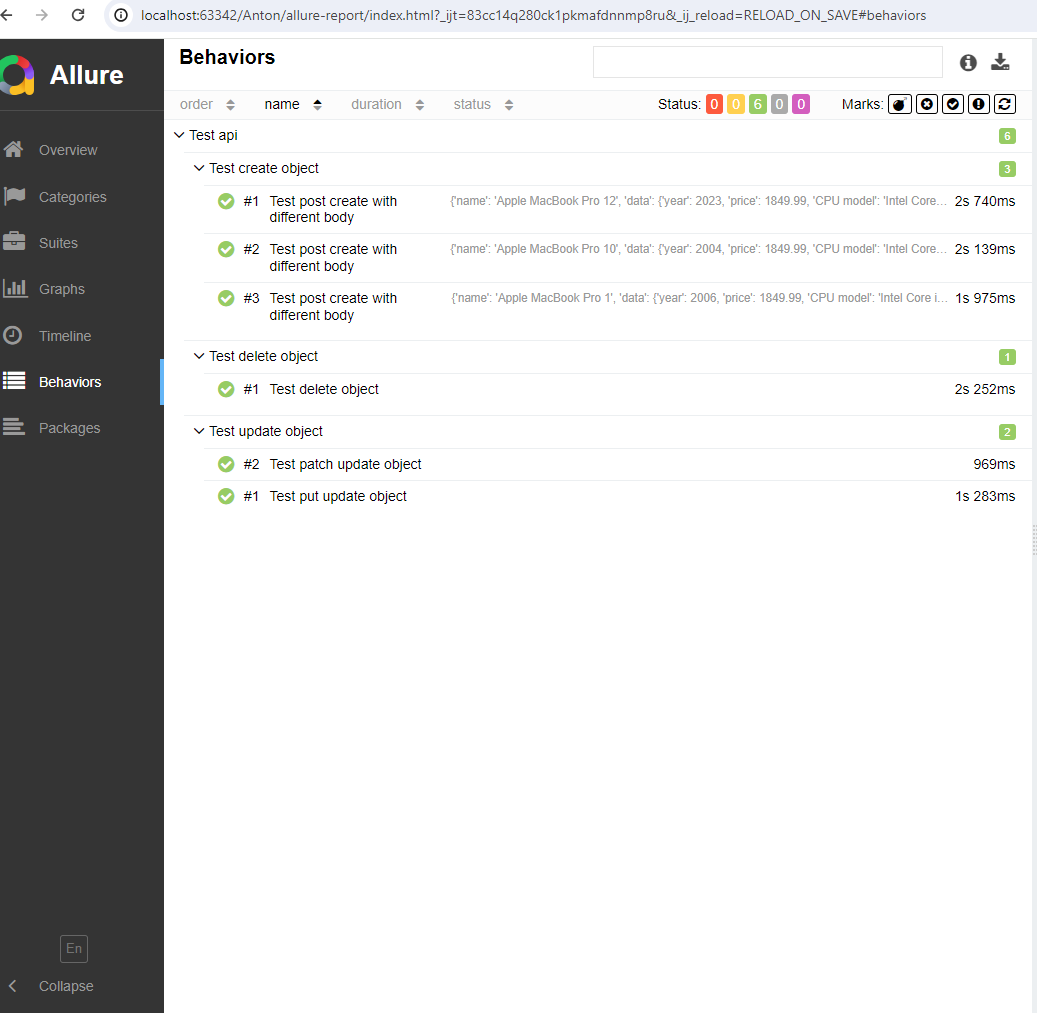 localhost:63342/Anton/allure-report/index.html?_ijt=83cc14q280ck1pkmafdnnmp8ru&_ij_reload=RELOAD_ON_SAVE#behaviors
Allure
Overview
Categories
Suites
Graphs
Timeline
Behaviors
Packages
En
Collapse
Behaviors
order name duration status Status: 0 0 6 0 0 Marks:
Test api 6
Test create object 3
#1 Test post create with {'name': 'Apple MacBook Pro 12', 'data': {'year': 2023, 'price': 1849.99, 'CPU model': 'Intel Core… 2s 740ms
different body
#2 Test post create with {'name': 'Apple MacBook Pro 10', 'data': {'year': 2004, 'price': 1849.99, 'CPU model': 'Intel Core… 2s 139ms
different body
#3 Test post create with {'name': 'Apple MacBook Pro 1', 'data': {'year': 2006, 'price': 1849.99, 'CPU model': 'Intel Core i… 1s 975ms
different body
Test delete object 1
#1 Test delete object 2s 252ms
Test update object 2
#2 Test patch update object 969ms
#1 Test put update object 1s 283ms